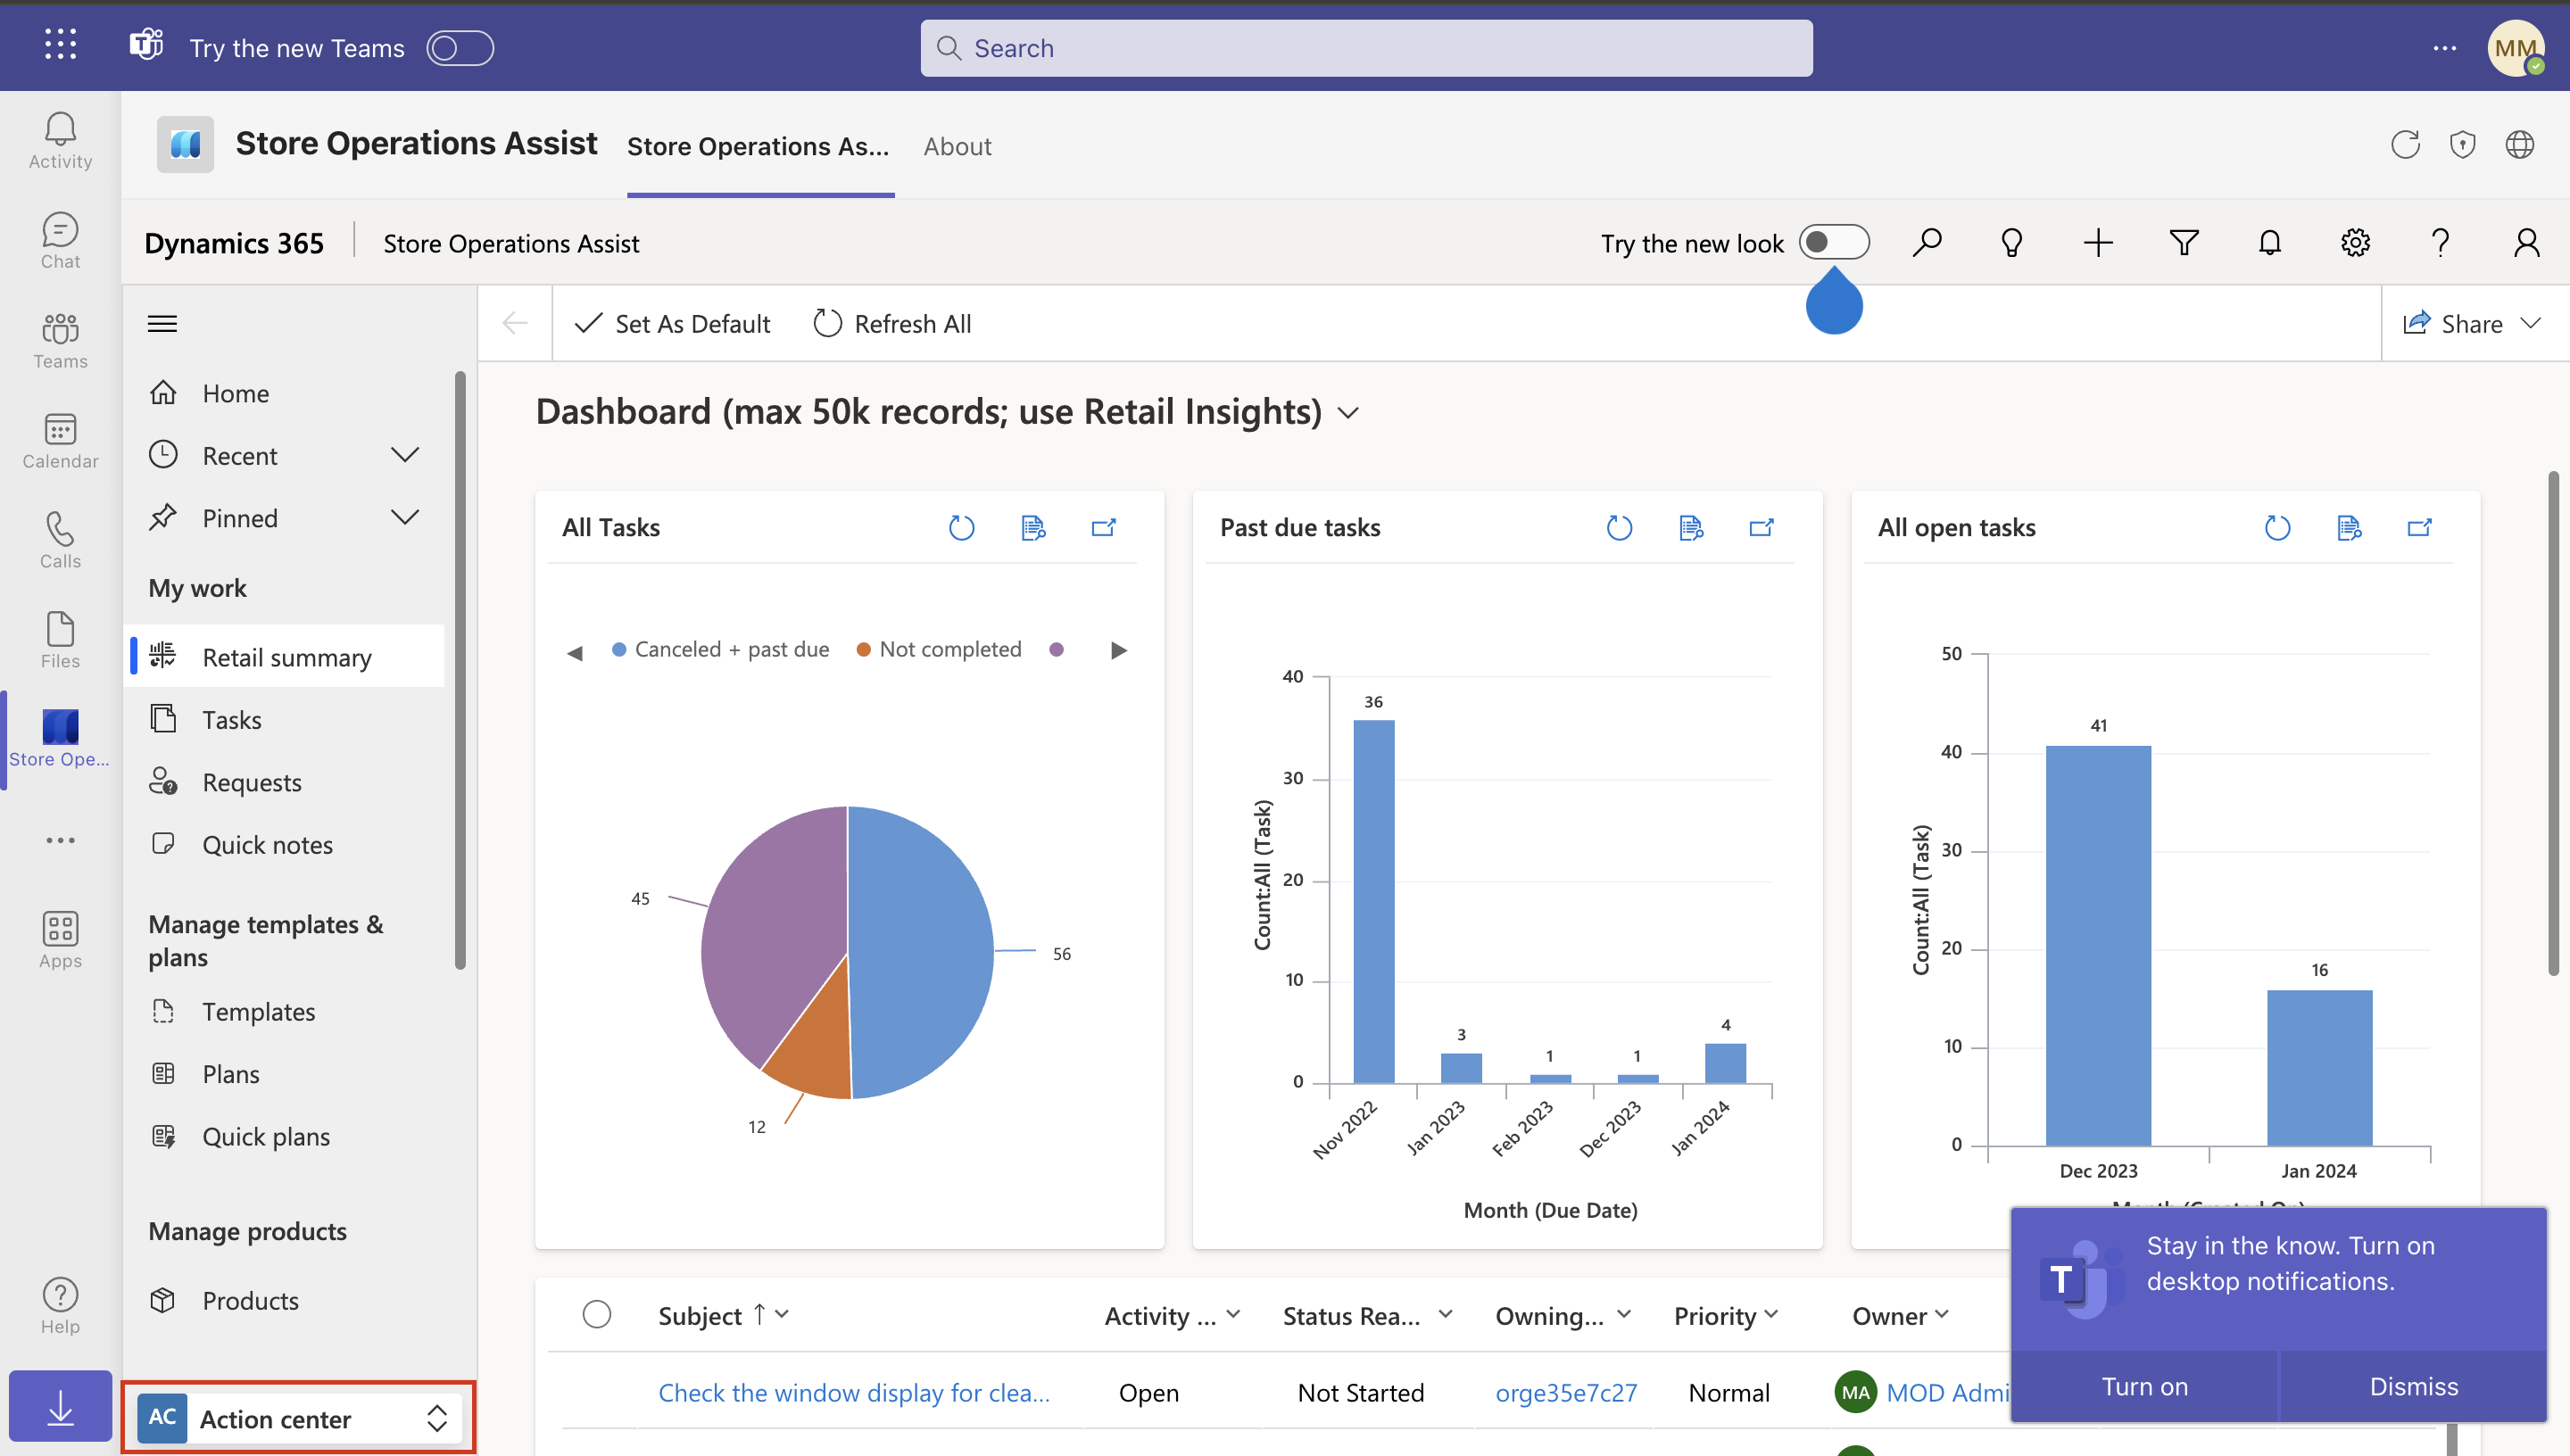 Try the new Teams
Search
MM
Activity
Chat
Teams
Calendar
Calls
Files
Store Ope...
Apps
Help
Store Operations Assist
Store Operations As...
About
Dynamics 365
Store Operations Assist
Try the new look
Home
Recent
Pinned
My work
Retail summary
Tasks
Requests
Quick notes
Manage templates &
plans
Templates
Plans
Quick plans
Manage products
Products
AC
Action center
Set As Default
Refresh All
Share
Dashboard (max 50k records; use Retail Insights)
All Tasks
Canceled + past due
Not completed
45
56
12
Past due tasks
Count:All (Task)
40
30
20
10
0
36
3
1
1
4
Nov 2022
Jan 2023
Feb 2023
Dec 2023
Jan 2024
Month (Due Date)
All open tasks
Count:All (Task)
50
40
30
20
10
0
41
16
Dec 2023
Jan 2024
Subject
Activity ...
Status Rea...
Owning...
Priority
Owner
Check the window display for clea...
Open
Not Started
orge35e7c27
Normal
MA
MOD Admi
T
Stay in the know. Turn on
desktop notifications.
Turn on
Dismiss